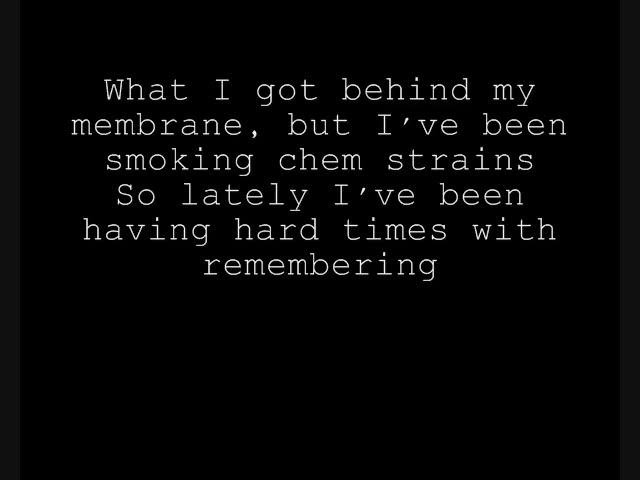 What I got behind my
membrane, but I've been
smoking chem strains
So lately I've been
having hard times with
remembering